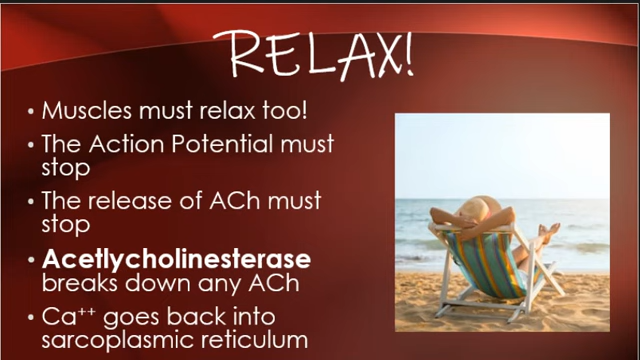 RELAX!
• Muscles must relax too!
• The Action Potential must
stop
• The release of ACh must
stop
• Acetlycholinesterase
breaks down any ACh
• Ca⁺⁺ goes back into
sarcoplasmic reticulum